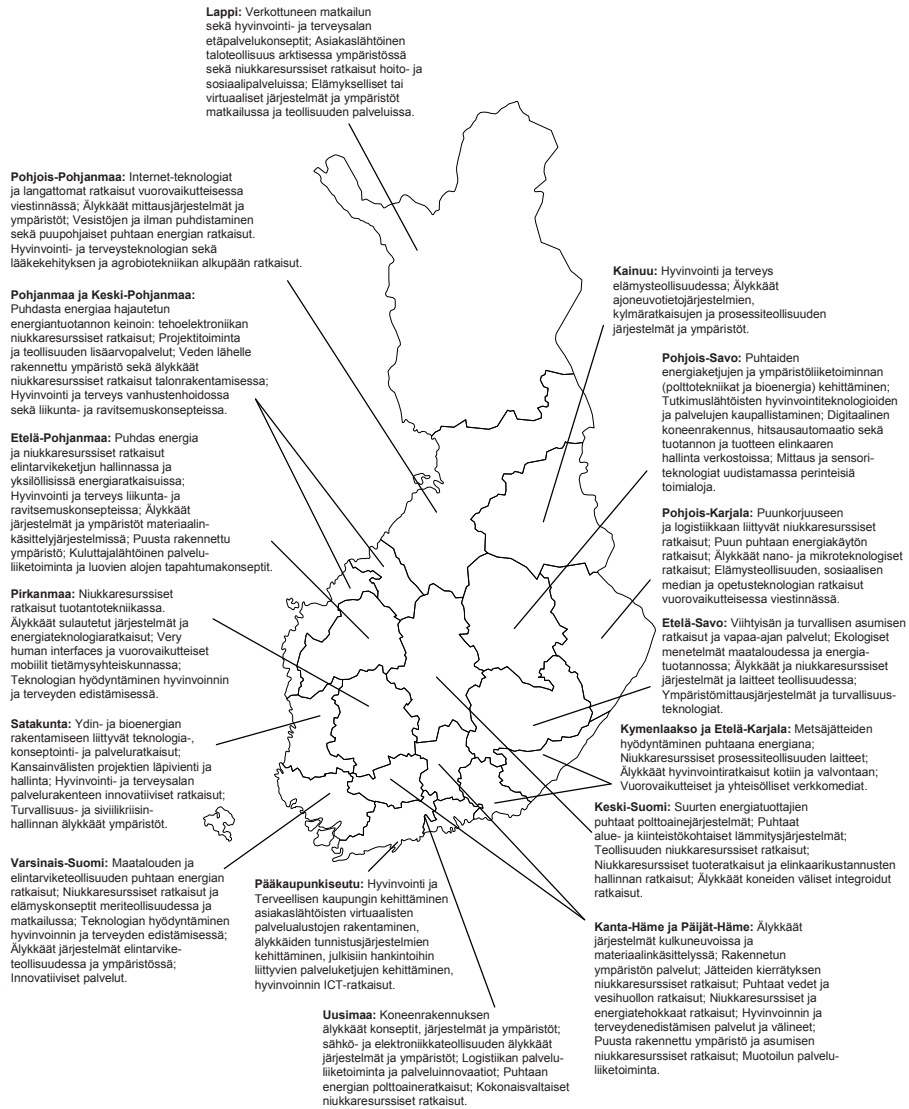 Lappi: Verkottuneen matkailun
sekä hyvinvointi- ja terveysalan
etäpalvelukonseptit; Asiakaslähtöinen
taloteollisuus arktisessa ympäristössä
sekä niukkaresurssiset ratkaisut hoito- ja
sosiaalipalveluissa; Elämykselliset tai
virtuaaliset järjestelmät ja ympäristöt
matkailussa ja teollisuuden palveluissa.
Pohjois-Pohjanmaa: Internet-teknologiat
ja langattomat ratkaisut vuorovaikutteisessa
viestinnässä; Älykkäät mittausjärjestelmät ja
ympäristöt; Vesistöjen ja ilman puhdistaminen
sekä puupohjaiset puhtaan energian ratkaisut.
Hyvinvointi- ja terveysteknologian sekä
lääkekehityksen ja agrobiotekniikan alkupään ratkaisut.
Pohjanmaa ja Keski-Pohjanmaa:
Puhdasta energiaa hajautetun
energiantuotannon keinoin: tehoelektroniikan
niukkaresurssiset ratkaisut; Projektitoiminta
ja teollisuuden lisäarvopalvelut; Veden lähelle
rakennettu ympäristö sekä älykkäät
niukkaresurssiset ratkaisut talonrakentamisessa;
Hyvinvointi ja terveys vanhustenhoidossa
sekä liikunta- ja ravitsemuskonsepteissa.
Etelä-Pohjanmaa: Puhdas energia
ja niukkaresurssiset ratkaisut
elintarvikeketjun hallinnassa ja
yksilöllisissä energiaratkaisuissa;
Hyvinvointi ja terveys liikunta- ja
ravitsemuskonsepteissa; Älykkäät
järjestelmät ja ympäristöt materiaalin-
käsittelyjärjestelmissä; Puusta rakennettu
ympäristö; Kuluttajalähtöinen palvelu-
liiketoiminta ja luovien alojen tapahtumakonseptit.
Pirkanmaa: Niukkaresurssiset
ratkaisut tuotantotekniikassa.
Älykkäät sulautetut järjestelmät ja
energiateknologiaratkaisut; Very
human interfaces ja vuorovaikutteiset
mobiilit tietämysyhteiskunnassa;
Teknologian hyödyntäminen hyvinvoinnin
ja terveyden edistämisessä.
Satakunta: Ydin- ja bioenergian
rakentamiseen liittyvät teknologia-,
konseptointi- ja palveluratkaisut;
Kansainvälisten projektien läpivienti ja
hallinta; Hyvinvointi- ja terveysalan
palvelurakenteen innovatiiviset ratkaisut;
Turvallisuus- ja siviilikriisin-
hallinnan älykkäät ympäristöt.
Varsinais-Suomi: Maatalouden ja
elintarviketeollisuuden puhtaan energian
ratkaisut; Niukkaresurssiset ratkaisut ja
elämyskonseptit meriteollisuudessa ja
matkailussa; Teknologian hyödyntäminen
hyvinvoinnin ja terveyden edistämisessä;
Älykkäät järjestelmät elintarvike-
teollisuudessa ja ympäristössä;
Innovatiiviset palvelut.
Pääkaupunkiseutu: Hyvinvointi ja
Terveellisen kaupungin kehittäminen
asiakaslähtöisten virtuaalisten
palvelualustojen rakentaminen,
älykkäiden tunnistusjärjestelmien
kehittäminen, julkisiin hankintoihin
liittyvien palveluketjujen kehittäminen,
hyvinvoinnin ICT-ratkaisut.
Uusimaa: Koneenrakennuksen
älykkäät konseptit, järjestelmät ja ympäristöt;
sähkö- ja elektroniikkateollisuuden älykkäät
järjestelmät ja ympäristöt; Logistiikan palvelu-
liiketoiminta ja palveluinnovaatiot; Puhtaan
energian polttoaineratkaisut; Kokonaisvaltaiset
niukkaresurssiset ratkaisut.
Kainuu: Hyvinvointi ja terveys
elämysteollisuudessa; Älykkäät
ajoneuvotietojärjestelmien,
kylmäratkaisujen ja prosessiteollisuuden
järjestelmät ja ympäristöt.
Pohjois-Savo: Puhtaiden
energiaketjujen ja ympäristöliiketoiminnan
(polttotekniikat ja bioenergia) kehittäminen;
Tutkimuslähtöisten hyvinvointiteknologioiden
ja palvelujen kaupallistaminen; Digitaalinen
koneenrakennus, hitsausautomaatio sekä
tuotannon ja tuotteen elinkaaren
hallinta verkostoissa; Mittaus ja sensori-
teknologiat uudistamassa perinteisiä
toimialoja.
Pohjois-Karjala: Puunkorjuuseen
ja logistiikkaan liittyvät niukkaresurssiset
ratkaisut; Puun puhtaan energiakäytön
ratkaisut; Älykkäät nano- ja mikroteknologiset
ratkaisut; Elämysteollisuuden, sosiaalisen
median ja opetusteknologian ratkaisut
vuorovaikutteisessa viestinnässä.
Etelä-Savo: Viihtyisän ja turvallisen asumisen
ratkaisut ja vapaa-ajan palvelut; Ekologiset
menetelmät maataloudessa ja energia-
tuotannossa; Älykkäät ja niukkaresurssiset
järjestelmät ja laitteet teollisuudessa;
Ympäristömittausjärjestelmät ja turvallisuus-
teknologiat.
Kymenlaakso ja Etelä-Karjala: Metsäjätteiden
hyödyntäminen puhtaana energiana;
Niukkaresurssiset prosessiteollisuuden laitteet;
Älykkäät hyvinvointiratkaisut kotiin ja valvontaan;
Vuorovaikutteiset ja yhteisölliset verkkomediat.
Keski-Suomi: Suurten energiatuottajien
puhtaat polttoainejärjestelmät; Puhtaat
alue- ja kiinteistökohtaiset lämmitysjärjestelmät;
Teollisuuden niukkaresurssiset ratkaisut;
Niukkaresurssiset tuoteratkaisut ja elinkaarikustannusten
hallinnan ratkaisut; Älykkäät koneiden väliset integroidut
ratkaisut.
Kanta-Häme ja Päijät-Häme: Älykkäät
järjestelmät kulkuneuvoissa ja
materiaalinkäsittelyssä; Rakennetun
ympäristön palvelut; Jätteiden kierrätyksen
niukkaresurssiset ratkaisut; Puhtaat vedet ja
vesihuollon ratkaisut; Niukkaresurssiset ja
energiatehokkaat ratkaisut; Hyvinvoinnin ja
terveydenedistämisen palvelut ja välineet;
Puusta rakennettu ympäristö ja asumisen
niukkaresurssiset ratkaisut; Muotoilun palvelu-
liiketoiminta.